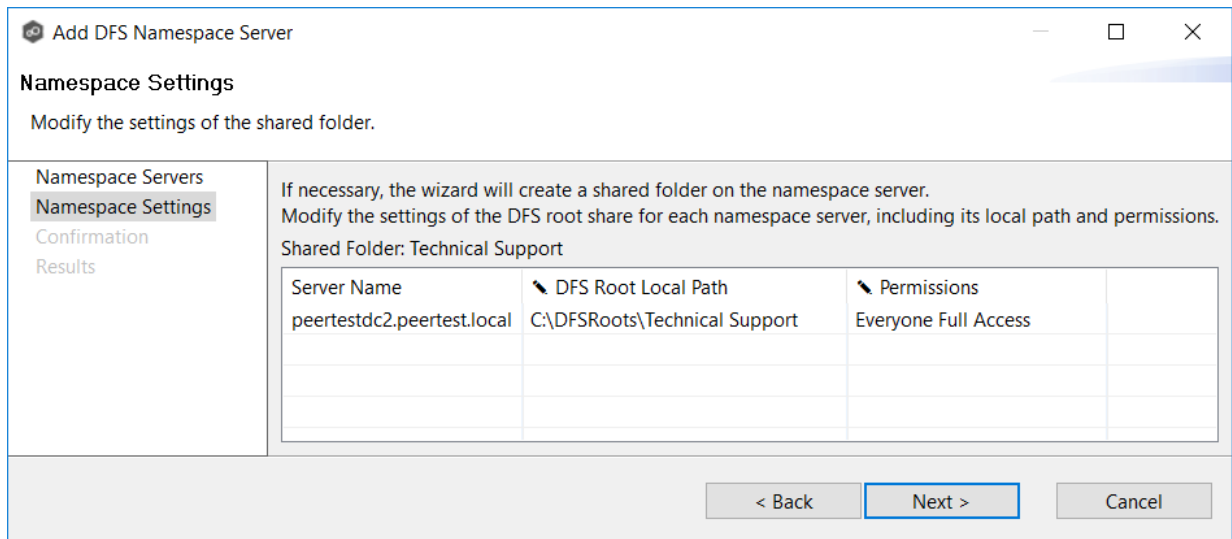 Add DFS Namespace Server
Namespace Settings
Modify the settings of the shared folder.
Namespace Servers
Namespace Settings
Confirmation
Results
If necessary, the wizard will create a shared folder on the namespace server.
Modify the settings of the DFS root share for each namespace server, including its local path and permissions.
Shared Folder: Technical Support
Server Name DFS Root Local Path Permissions
peertestdc2.peertest.local C:\DFSRoots\Technical Support Everyone Full Access
< Back Next > Cancel